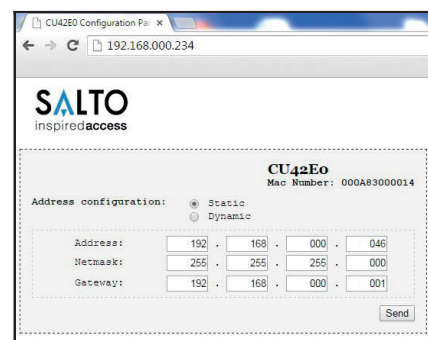 CU42E0 Configuration Pa
192.168.000.234
SALTO
inspiredaccess
CU42E0
Mac Number: 000A83000014
Address configuration: Static
Dynamic
Address: 192 . 168 . 000 . 046
Netmask: 255 . 255 . 255 . 000
Gateway: 192 . 168 . 000 . 001
Send